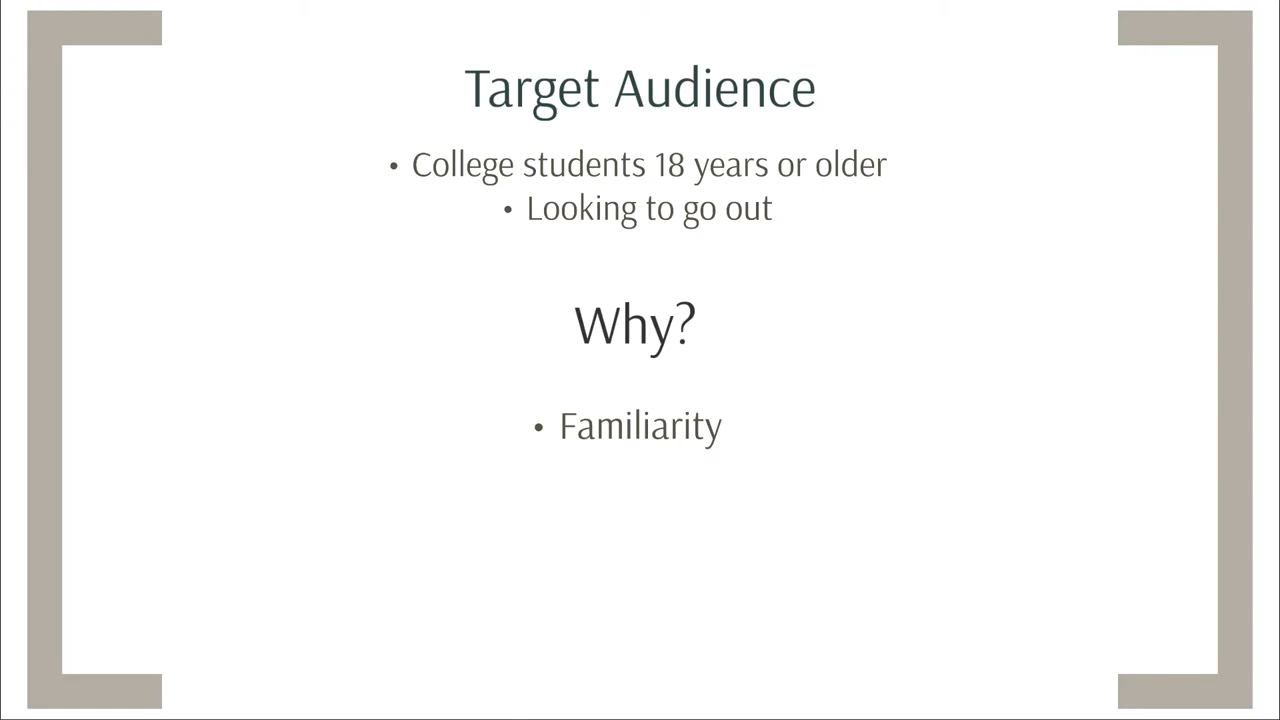 Target Audience
• College students 18 years or older
• Looking to go out
Why?
• Familiarity